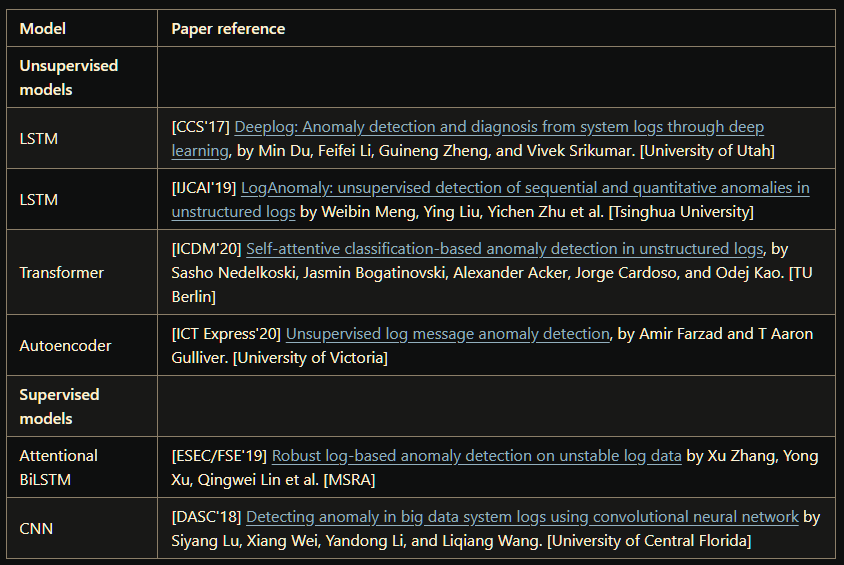 Model Paper reference
Unsupervised
models
LSTM
[CCS'17] Deeplog: Anomaly detection and diagnosis from system logs through deep
learning, by Min Du, Feifei Li, Guineng Zheng, and Vivek Srikumar. [University of Utah]
LSTM
[IJCAI'19] LogAnomaly: unsupervised detection of sequential and quantitative anomalies in
unstructured logs by Weibin Meng, Ying Liu, Yichen Zhu et al. [Tsinghua University]
Transformer
[ICDM'20] Self-attentive classification-based anomaly detection in unstructured logs, by
Sasho Nedelkoski, Jasmin Bogatinovski, Alexander Acker, Jorge Cardoso, and Odej Kao. [TU
Berlin]
Autoencoder
[ICT Express'20] Unsupervised log message anomaly detection, by Amir Farzad and T Aaron
Gulliver. [University of Victoria]
Supervised
models
Attentional
BiLSTM
[ESEC/FSE'19] Robust log-based anomaly detection on unstable log data by Xu Zhang, Yong
Xu, Qingwei Lin et al. [MSRA]
CNN
[DASC'18] Detecting anomaly in big data system logs using convolutional neural network by
Siyang Lu, Xiang Wei, Yandong Li, and Liqiang Wang. [University of Central Florida]